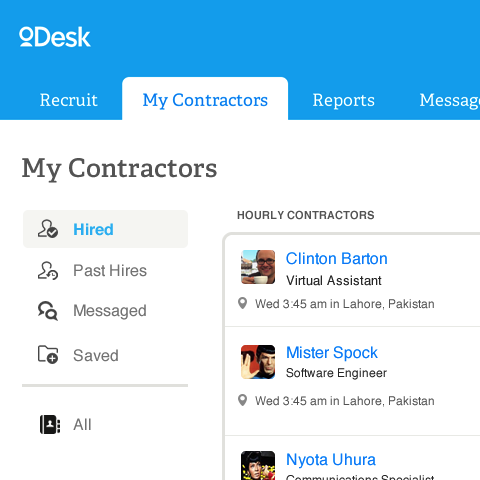 oDesk
Recruit My Contractors Reports Messag
My Contractors
Hired
Past Hires
Messaged
Saved
All
HOURLY CONTRACTORS
Clinton Barton
Virtual Assistant
Wed 3:45 am in Lahore, Pakistan
Mister Spock
Software Engineer
Wed 3:45 am in Lahore, Pakistan
Nyota Uhura
Communications Specialist